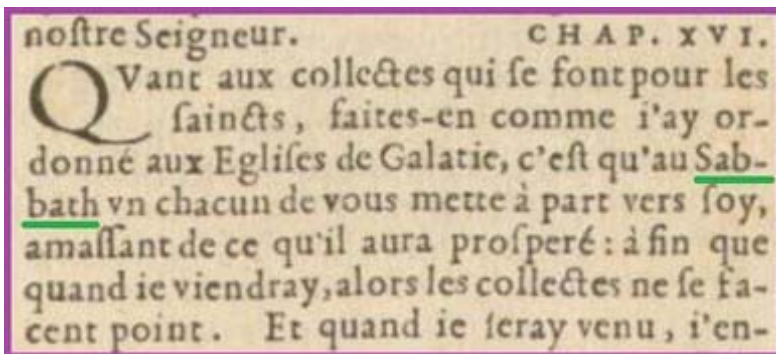 noſtre Seigneur. CHAP. XVI.
QVant aux collectes qui ſe font pour les
ſaincts, faites-en comme i'ay or-
donné aux Egliſes de Galatie, c'eſt qu'au Sab-
bath vn chacun de vous mette à part vers ſoy,
amaſſant de ce qu'il aura proſperé: à fin que
quand ie viendray, alors les collectes ne ſe fa-
cent point. Et quand ie ſeray venu, i'en-